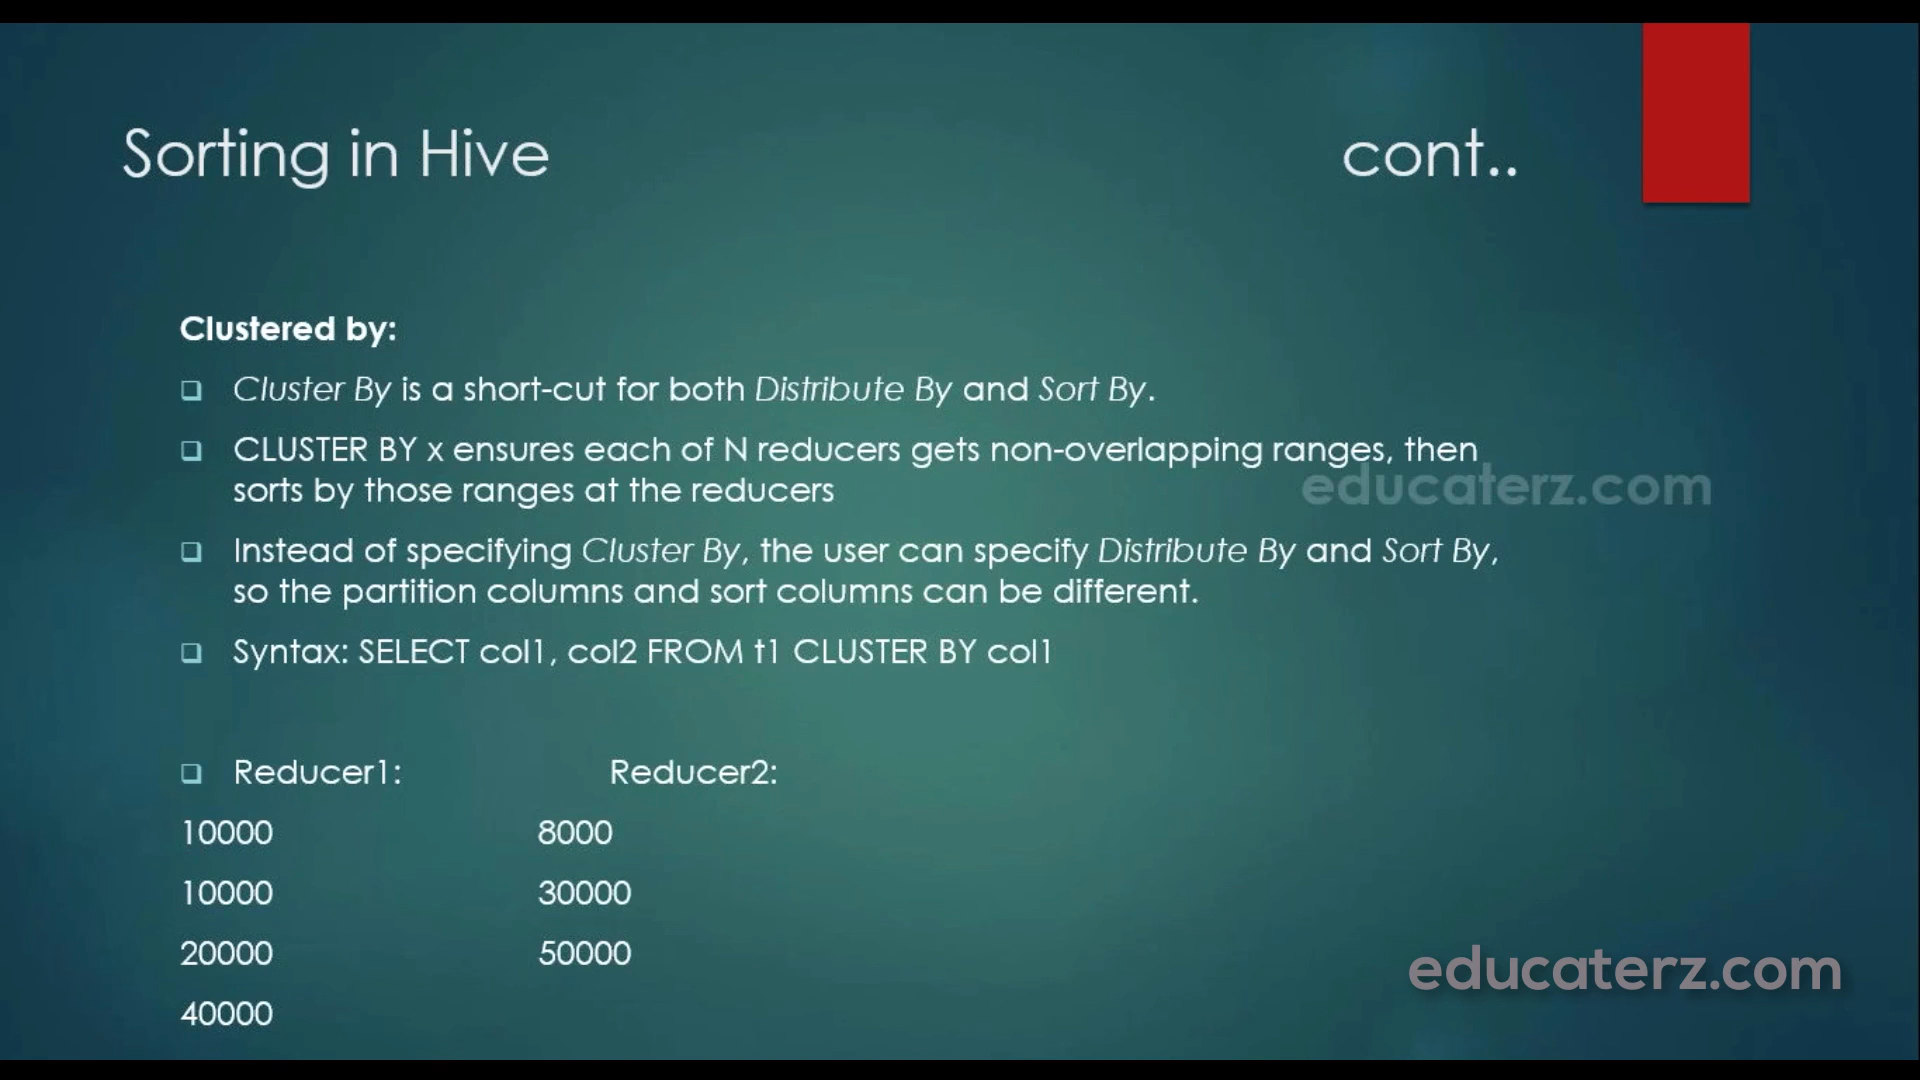 Sorting in Hive cont..
Clustered by:
Cluster By is a short-cut for both Distribute By and Sort By.
CLUSTER BY x ensures each of N reducers gets non-overlapping ranges, then
sorts by those ranges at the reducers
educaterz.com
Instead of specifying Cluster By, the user can specify Distribute By and Sort By,
so the partition columns and sort columns can be different.
Syntax: SELECT col1, col2 FROM t1 CLUSTER BY col1
Reducer1: Reducer2:
10000 8000
10000 30000
20000 50000
educaterz.com
40000